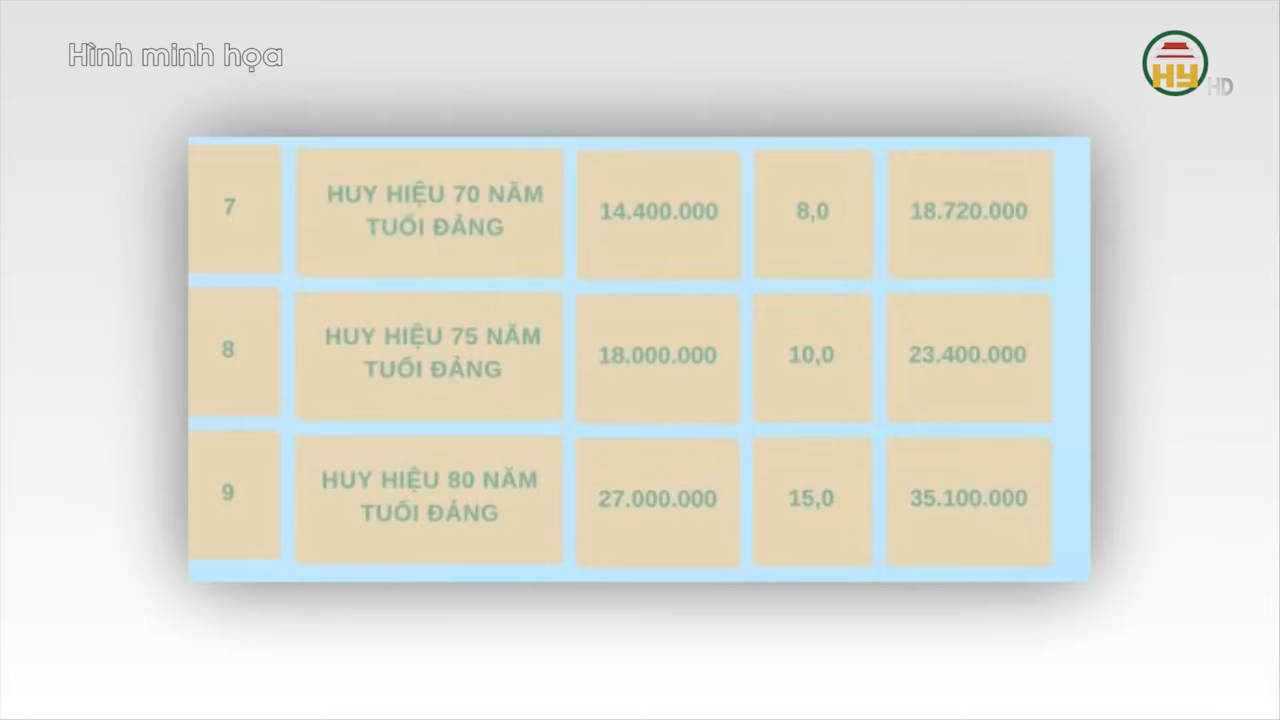 Hình minh họa
HY HD
7
HUY HIỆU 70 NĂM
TUỔI ĐẢNG
14.400.000
8,0
18.720.000
8
HUY HIỆU 75 NĂM
TUỔI ĐẢNG
18.000.000
10,0
23.400.000
9
HUY HIỆU 80 NĂM
TUỔI ĐẢNG
27.000.000
15,0
35.100.000